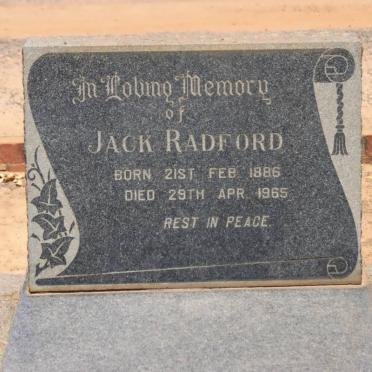 In Loving Memory
of
JACK RADFORD
BORN 21ST FEB. 1886
DIED 29TH APR. 1965
REST IN PEACE.